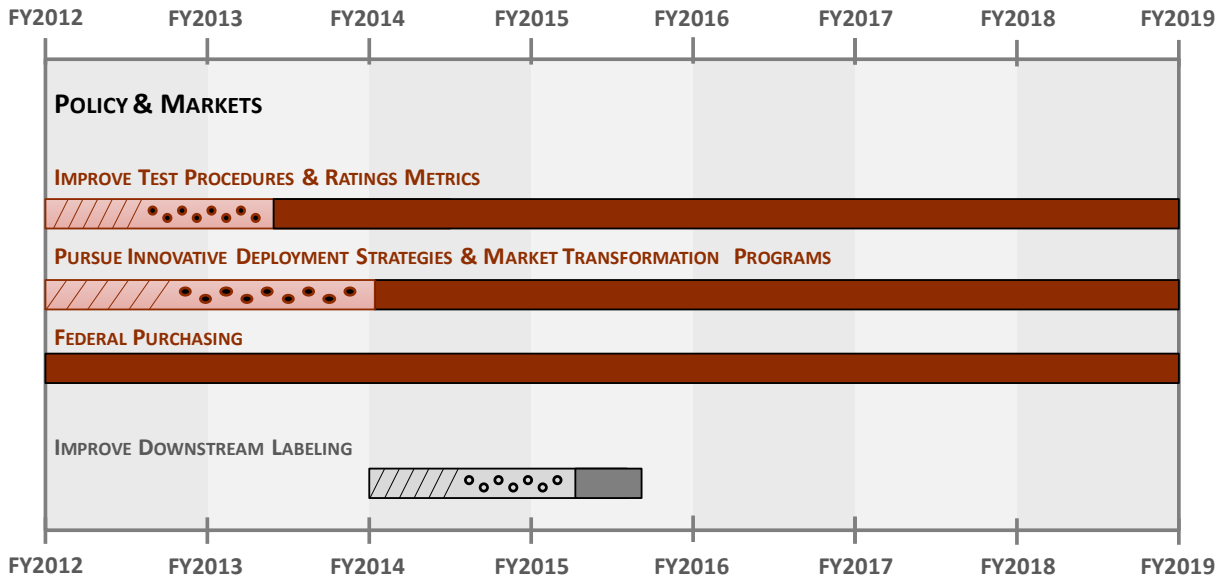 FY2012 FY2013 FY2014 FY2015 FY2016 FY2017 FY2018 FY2019
POLICY & MARKETS
IMPROVE TEST PROCEDURES & RATINGS METRICS
PURSUE INNOVATIVE DEPLOYMENT STRATEGIES & MARKET TRANSFORMATION PROGRAMS
FEDERAL PURCHASING
IMPROVE DOWNSTREAM LABELING
FY2012 FY2013 FY2014 FY2015 FY2016 FY2017 FY2018 FY2019